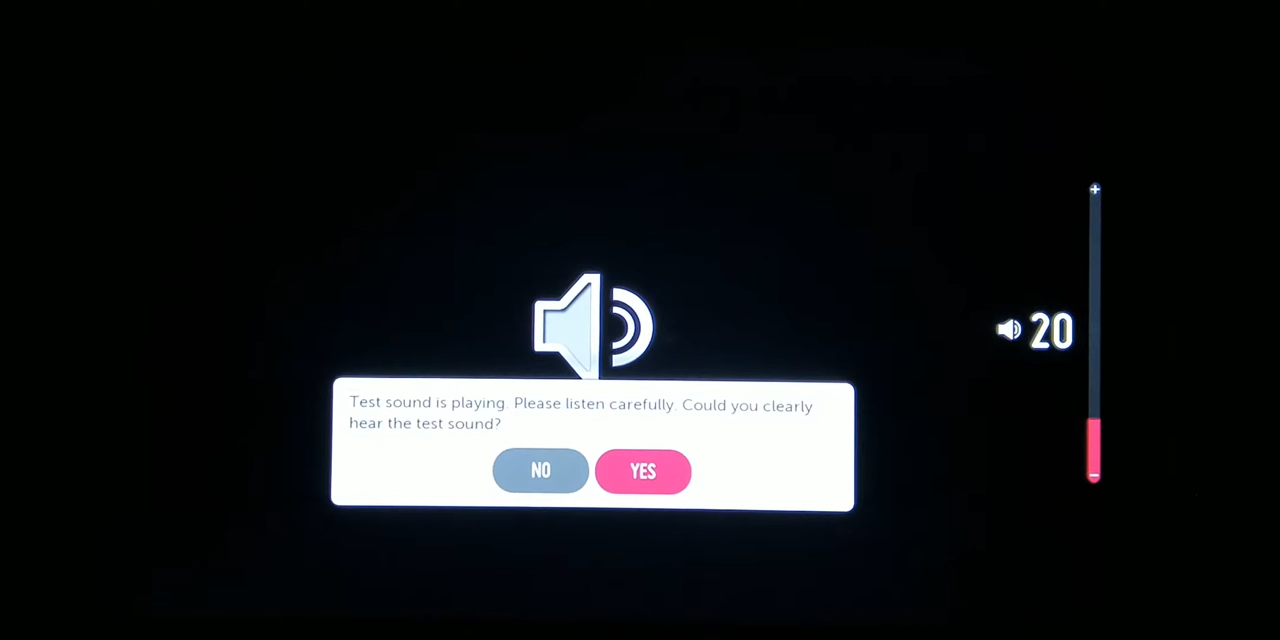 Test sound is playing. Please listen carefully. Could you clearly
hear the test sound?
NO YES
+
20
-